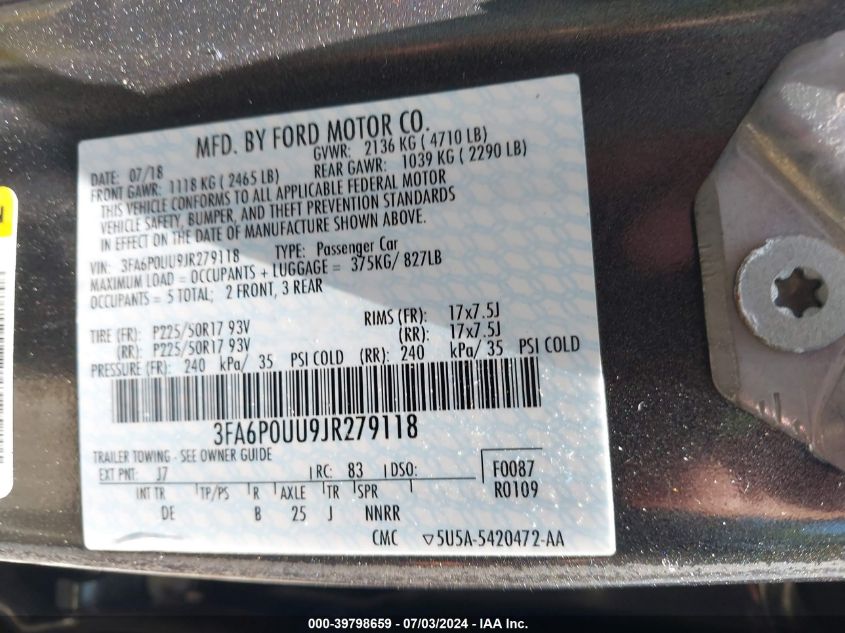 MFD. BY FORD MOTOR CO.
DATE: 07/18 GVWR: 2136 KG ( 4710 LB)
FRONT GAWR: 1118 KG ( 2465 LB) REAR GAWR: 1039 KG ( 2290 LB)
THIS VEHICLE CONFORMS TO ALL APPLICABLE FEDERAL MOTOR
VEHICLE SAFETY, BUMPER, AND THEFT PREVENTION STANDARDS
IN EFFECT ON THE DATE OF MANUFACTURE SHOWN ABOVE.
VIN: 3FA6P0UU9JR279118 TYPE: Passenger Car
MAXIMUM LOAD = OCCUPANTS + LUGGAGE = 375KG/ 827LB
OCCUPANTS = 5 TOTAL; 2 FRONT, 3 REAR
TIRE (FR): P225/50R17 93V RIMS (FR): 17x7.5J
(RR): P225/50R17 93V (RR): 17x7.5J
PRESSURE (FR): 240 kPa/ 35 PSI COLD (RR): 240 kPa/ 35 PSI COLD
3FA6P0UU9JR279118
TRAILER TOWING - SEE OWNER GUIDE
EXT PNT: J7 RC: 83 DSO: F0087
R0109
INT TR TP/PS R AXLE TR SPR
DE B 25 J NNRR
CMC ▽5U5A-5420472-AA
000-39798659 - 07/03/2024 - IAA Inc.